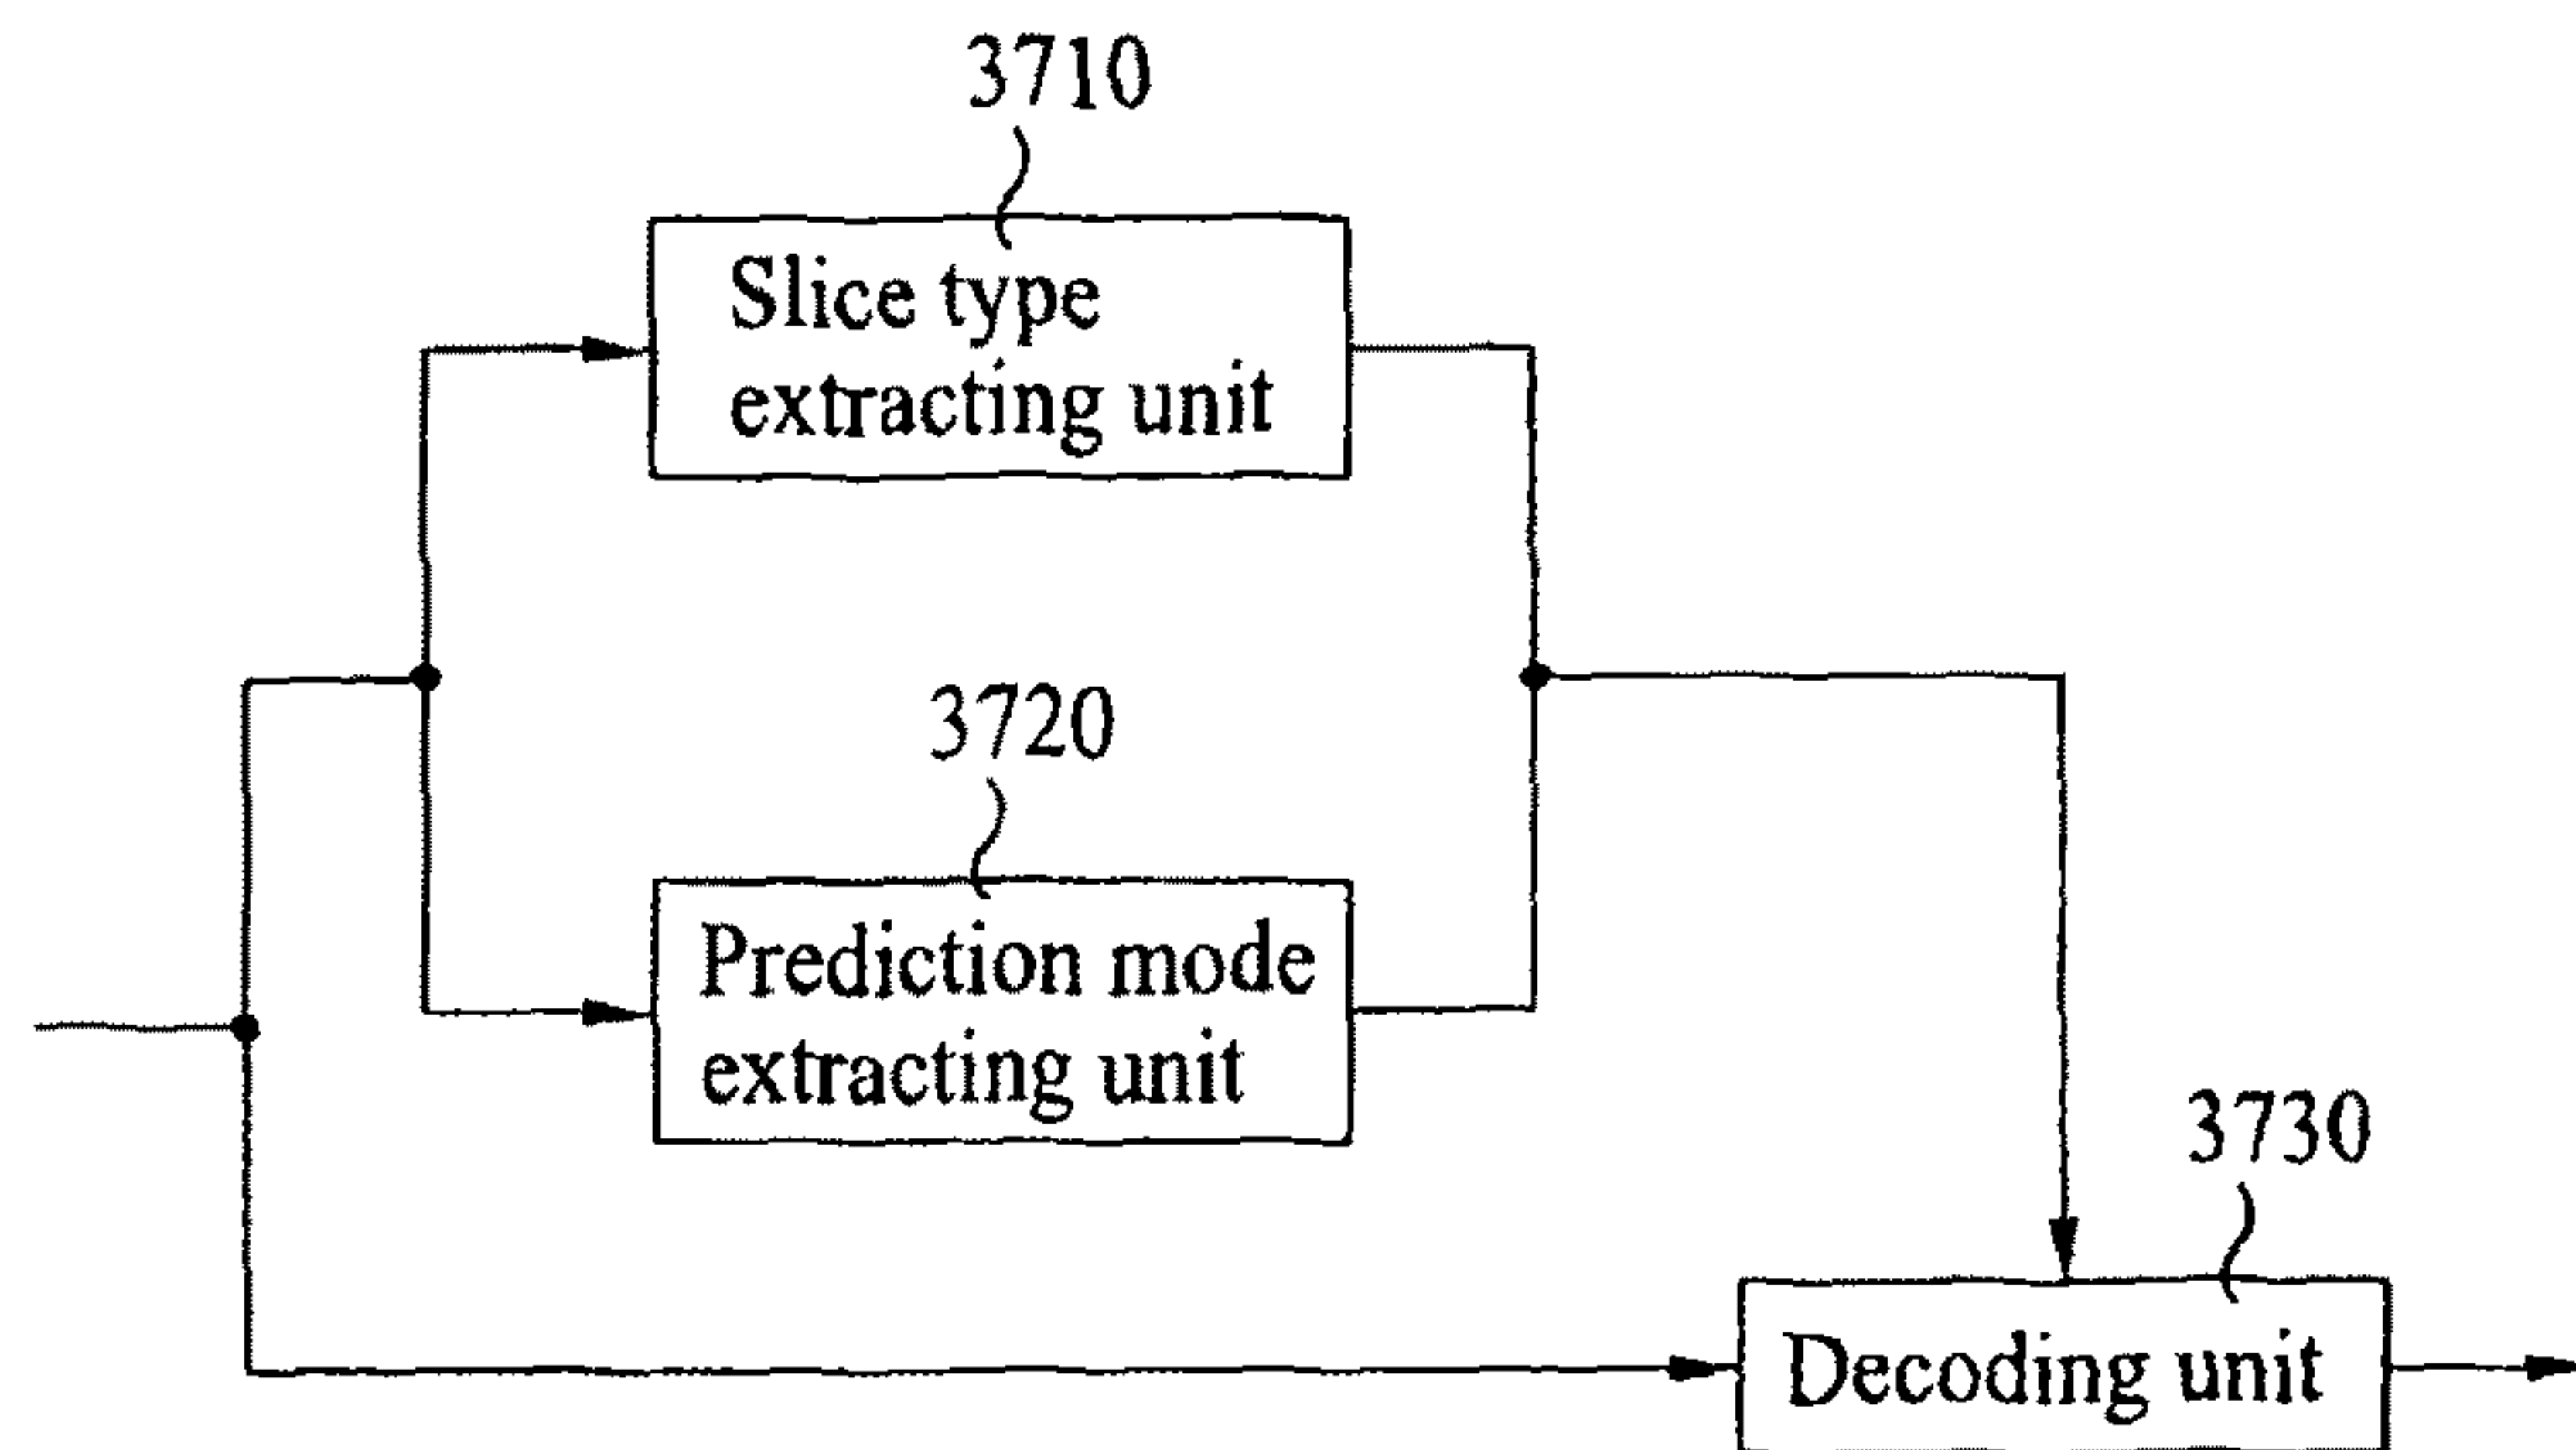 3710
Slice type
extracting unit
3720
Prediction mode
extracting unit
3730
Decoding unit